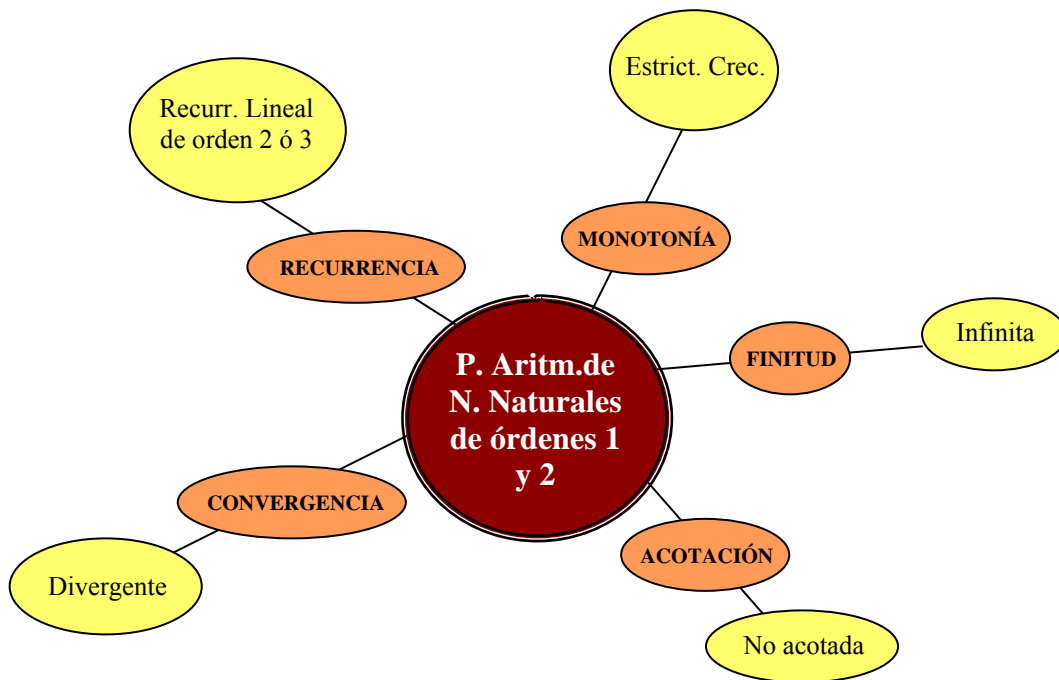 Estrict. Crec.
Recurr. Lineal
de orden 2 ó 3
MONOTONÍA
RECURRENCIA
Infinita
FINITUD
P. Aritm.de
N. Naturales
de órdenes 1
y 2
CONVERGENCIA
ACOTACIÓN
Divergente
No acotada